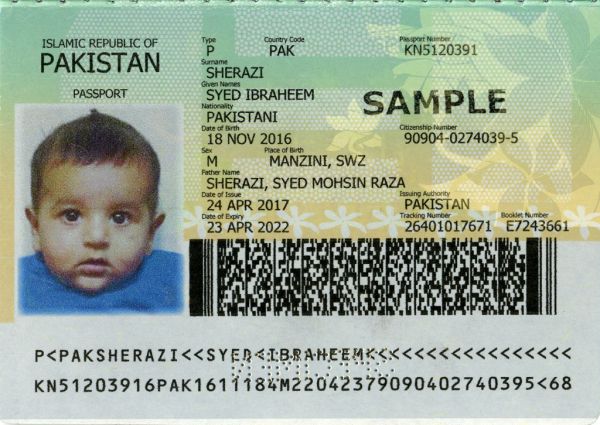 ISLAMIC REPUBLIC OF
PAKISTAN
PASSPORT
Type Country Code Passport Number
P PAK KN5120391
Surname
SHERAZI
Given Names
SYED IBRAHEEM
SAMPLE
Nationality
PAKISTANI
Date of Birth Citizenship Number
18 NOV 2016 90904-0274039-5
Sex Place of Birth
M MANZINI, SWZ
Father Name
SHERAZI, SYED MOHSIN RAZA
Date of Issue Issuing Authority
24 APR 2017 PAKISTAN
Date of Expiry Tracking Number Booklet Number
23 APR 2022 26401017671 E7243661
P<PAKSHERAZI<<SYED<IBRAHEEM<<<<<<<<<<<<<<<<<
KN51203916PAK1611184M22042379090402740395<68